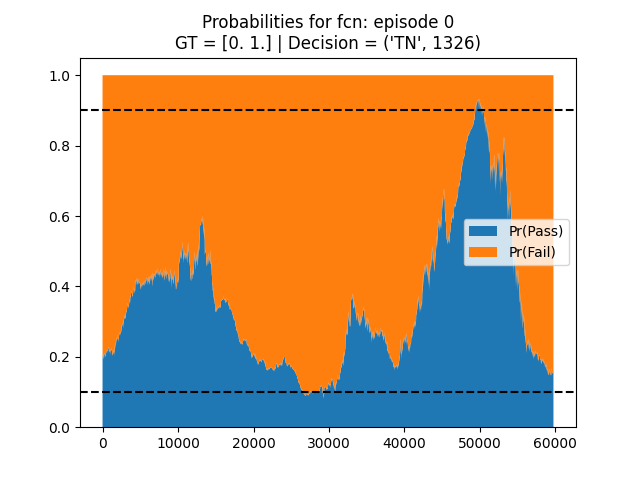 Probabilities for fcn: episode 0
GT = [0. 1.] | Decision = ('TN', 1326)
1.0
0.8
0.6
0.4
0.2
0.0
Pr(Pass)
Pr(Fail)
0 10000 20000 30000 40000 50000 60000